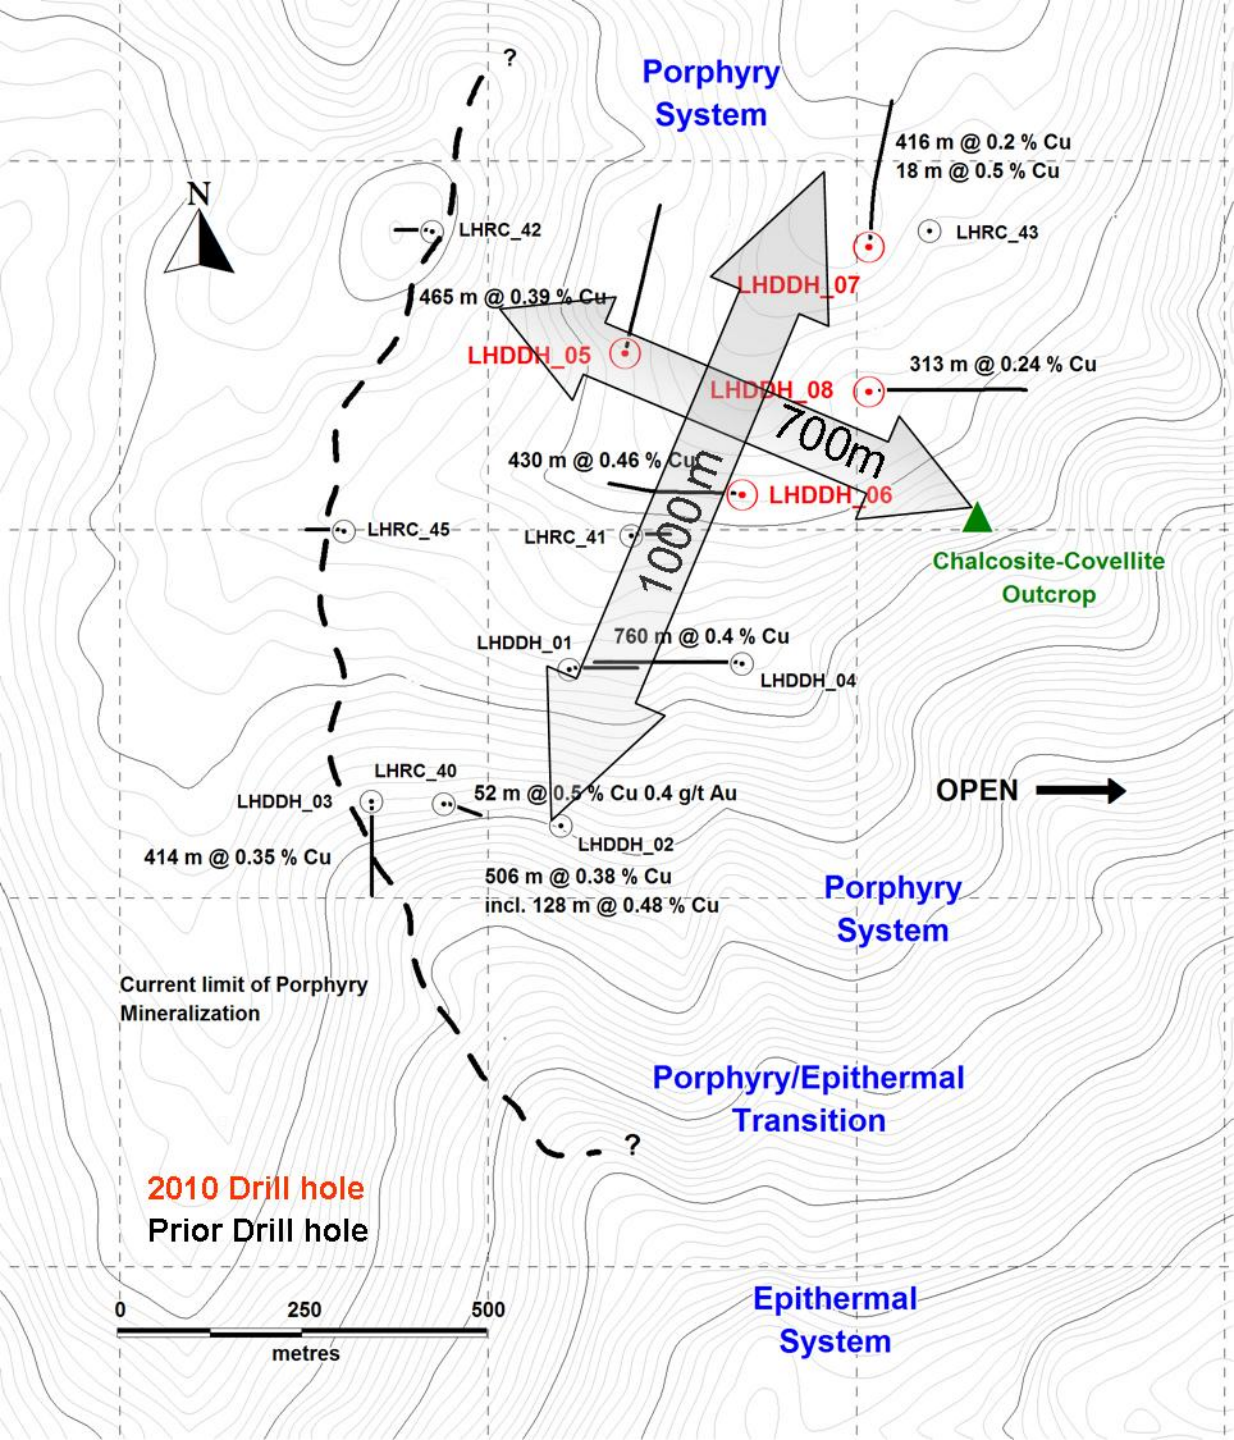 ?
Porphyry
System
416 m @ 0.2 % Cu
18 m @ 0.5 % Cu
N
LHRC_42
LHRC_43
LHDDH_07
465 m @ 0.39 % Cu
LHDDH_05
313 m @ 0.24 % Cu
LHDDH_08
700m
430 m @ 0.46 % Cu
LHDDH_06
1000 m
LHRC_45
LHRC_41
Chalcosite-Covellite
Outcrop
LHDDH_01
760 m @ 0.4 % Cu
LHDDH_04
LHRC_40
OPEN
LHDDH_03
52 m @ 0.5 % Cu 0.4 g/t Au
LHDDH_02
414 m @ 0.35 % Cu
506 m @ 0.38 % Cu
incl. 128 m @ 0.48 % Cu
Porphyry
System
Current limit of Porphyry
Mineralization
Porphyry/Epithermal
Transition
?
2010 Drill hole
Prior Drill hole
Epithermal
System
0 250 500
metres